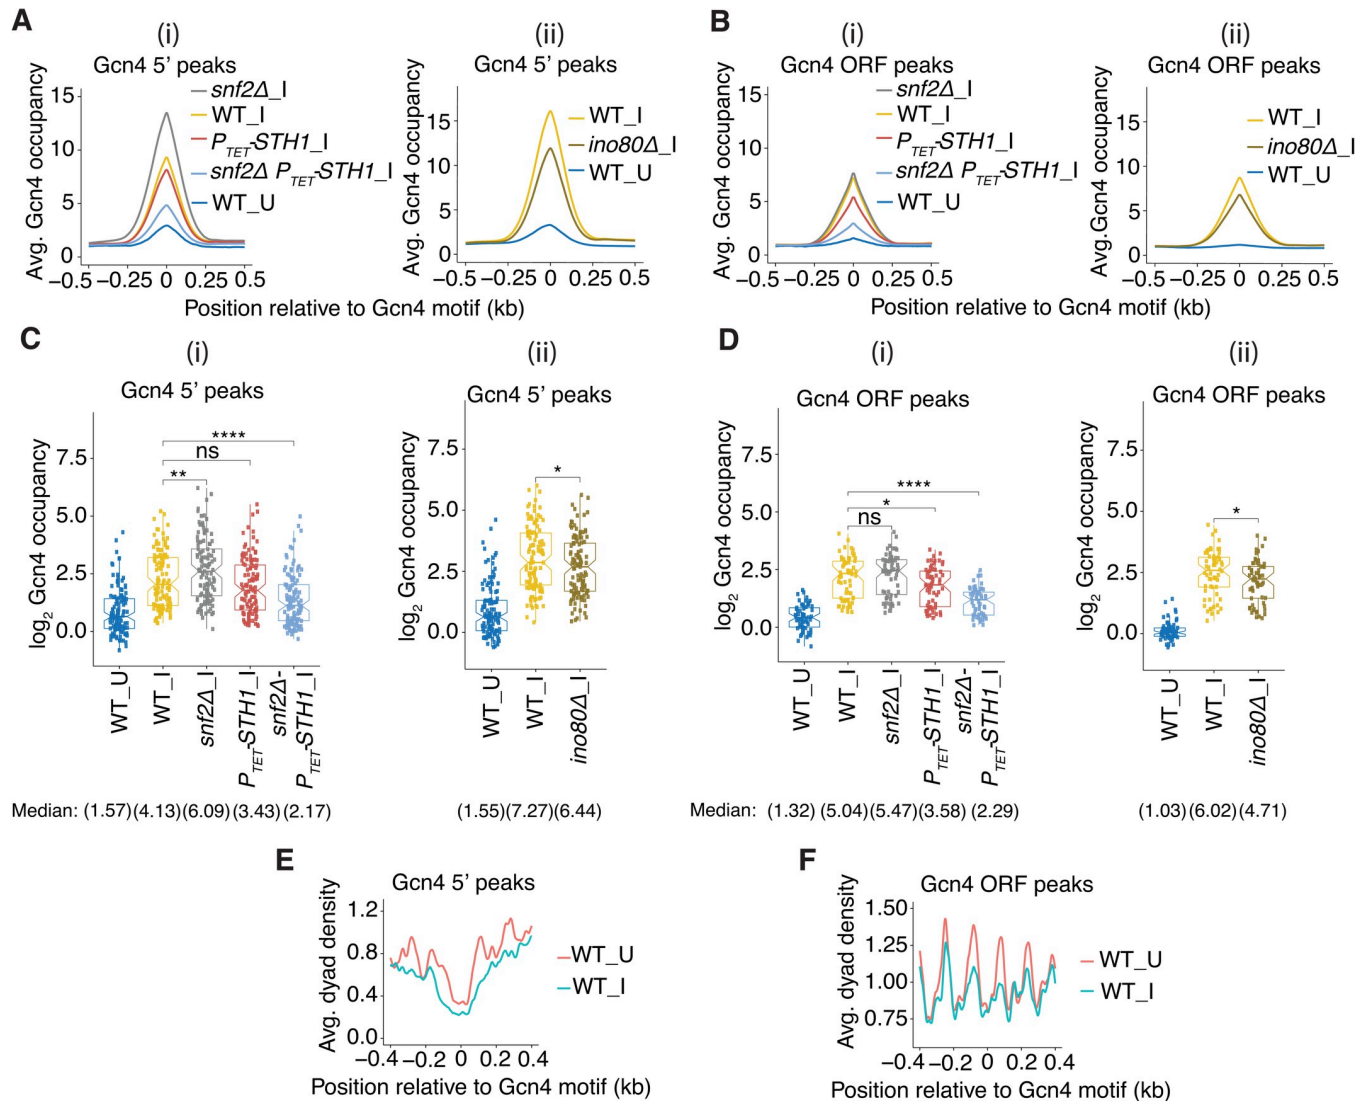 A
(i)
Gcn4 5’ peaks
Avg. Gcn4 occupancy
15
10
5
0
snf2Δ_I
WT_I
PTET-STH1_I
snf2Δ PTET-STH1_I
WT_U
−0.5 −0.25 0 0.25 0.5
(ii)
Gcn4 5’ peaks
Avg. Gcn4 occupancy
15
10
5
0
WT_I
ino80Δ_I
WT_U
−0.5 −0.25 0 0.25 0.5
Position relative to Gcn4 motif (kb)
B
(i)
Gcn4 ORF peaks
Avg. Gcn4 occupancy
15
10
5
0
snf2Δ_I
WT_I
PTET-STH1_I
snf2Δ PTET-STH1_I
WT_U
−0.5 −0.25 0 0.25 0.5
(ii)
Gcn4 ORF peaks
Avg.Gcn4 occupancy
15
10
5
0
WT_I
ino80Δ_I
WT_U
−0.5 −0.25 0 0.25 0.5
Position relative to Gcn4 motif (kb)
C
(i)
Gcn4 5’ peaks
log2 Gcn4 occupancy
7.5
5.0
2.5
0.0
****
ns
**
WT_U
WT_I
snf2Δ_I
PTET-STH1_I
snf2Δ-
PTET-STH1_I
Median: (1.57)(4.13)(6.09)(3.43)(2.17)
(ii)
Gcn4 5’ peaks
log2 Gcn4 occupancy
7.5
5.0
2.5
0.0
*
WT_U
WT_I
ino80Δ_I
(1.55)(7.27)(6.44)
D
(i)
Gcn4 ORF peaks
log2 Gcn4 occupancy
7.5
5.0
2.5
0.0
****
*
ns
WT_U
WT_I
snf2Δ_I
PTET-STH1_I
snf2Δ-
PTET-STH1_I
Median: (1.32) (5.04)(5.47)(3.58) (2.29)
(ii)
Gcn4 ORF peaks
log2 Gcn4 occupancy
7.5
5.0
2.5
0.0
*
WT_U
WT_I
ino80Δ_I
(1.03)(6.02)(4.71)
E
Gcn4 5’ peaks
Avg. dyad density
1.2
0.8
0.4
0.0
WT_U
WT_I
−0.4 −0.2 0 0.2 0.4
Position relative to Gcn4 motif (kb)
F
Gcn4 ORF peaks
Avg. dyad density
1.50
1.25
1.00
0.75
WT_U
WT_I
−0.4 −0.2 0 0.2 0.4
Position relative to Gcn4 motif (kb)